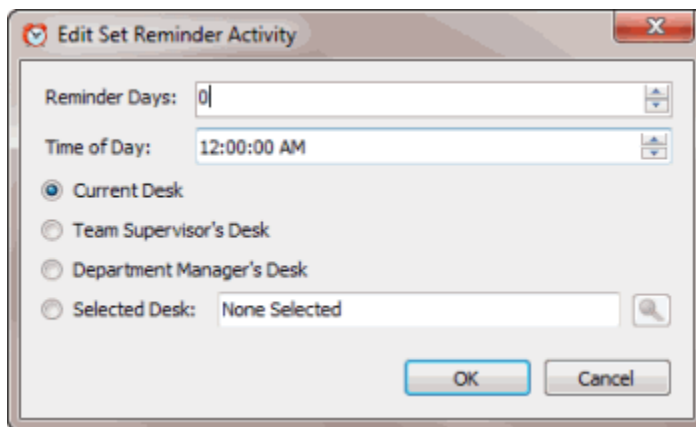 Edit Set Reminder Activity
Reminder Days: 0
Time of Day: 12:00:00 AM
Current Desk
Team Supervisor's Desk
Department Manager's Desk
Selected Desk: None Selected
OK Cancel